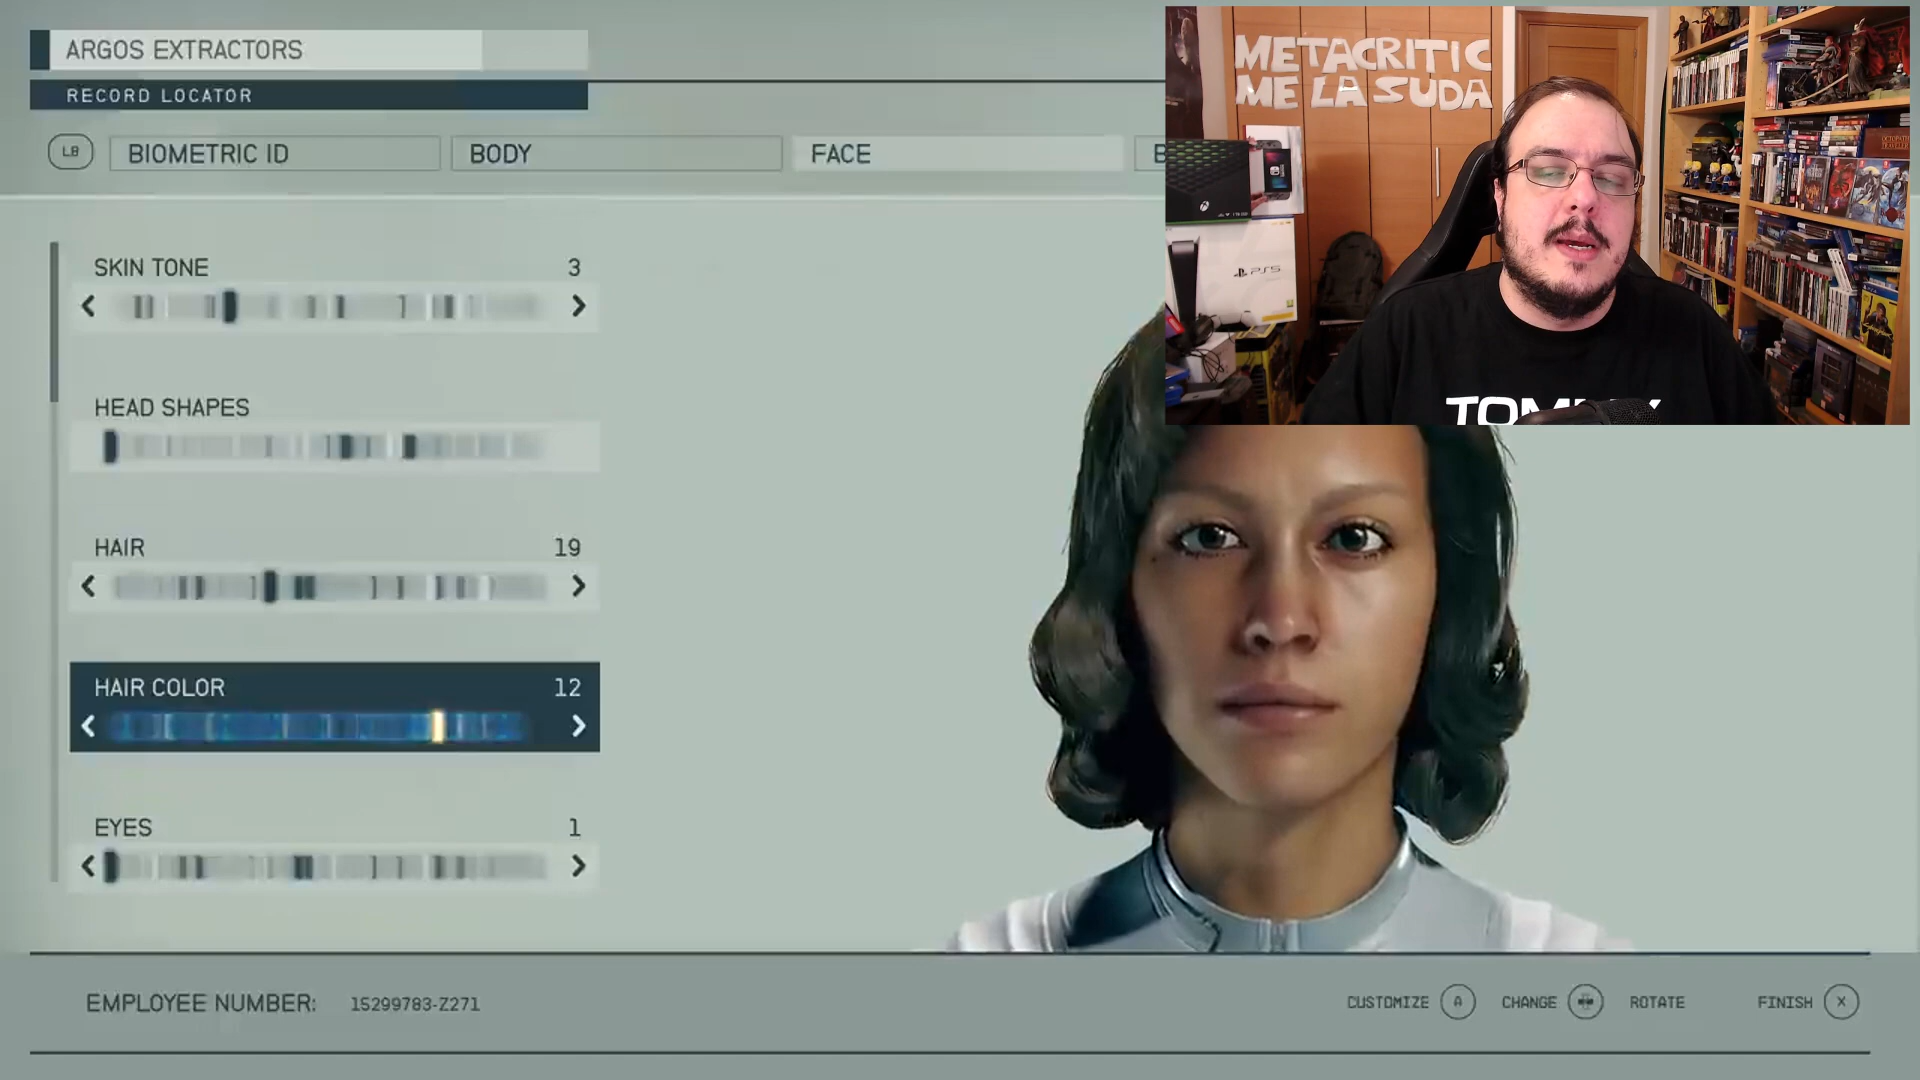 ARGOS EXTRACTORS
RECORD LOCATOR
LB
BIOMETRIC ID
BODY
FACE
B
METACRITIC
ME LA SUDA
PS5
SKIN TONE 3
HEAD SHAPES
HAIR 19
HAIR COLOR 12
EYES 1
EMPLOYEE NUMBER: 15299783-Z271
CUSTOMIZE A
CHANGE
ROTATE
FINISH X